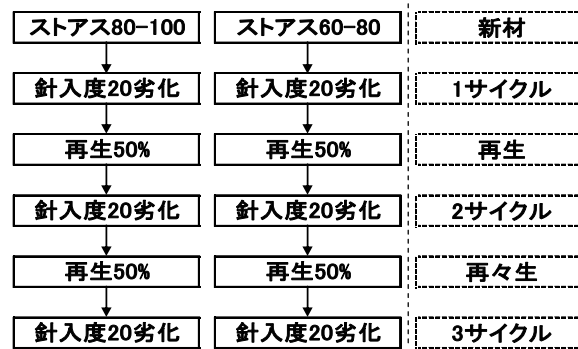 ストアス80-100 ストアス60-80 新材
針入度20劣化 針入度20劣化 1サイクル
再生50% 再生50% 再生
針入度20劣化 針入度20劣化 2サイクル
再生50% 再生50% 再々生
針入度20劣化 針入度20劣化 3サイクル